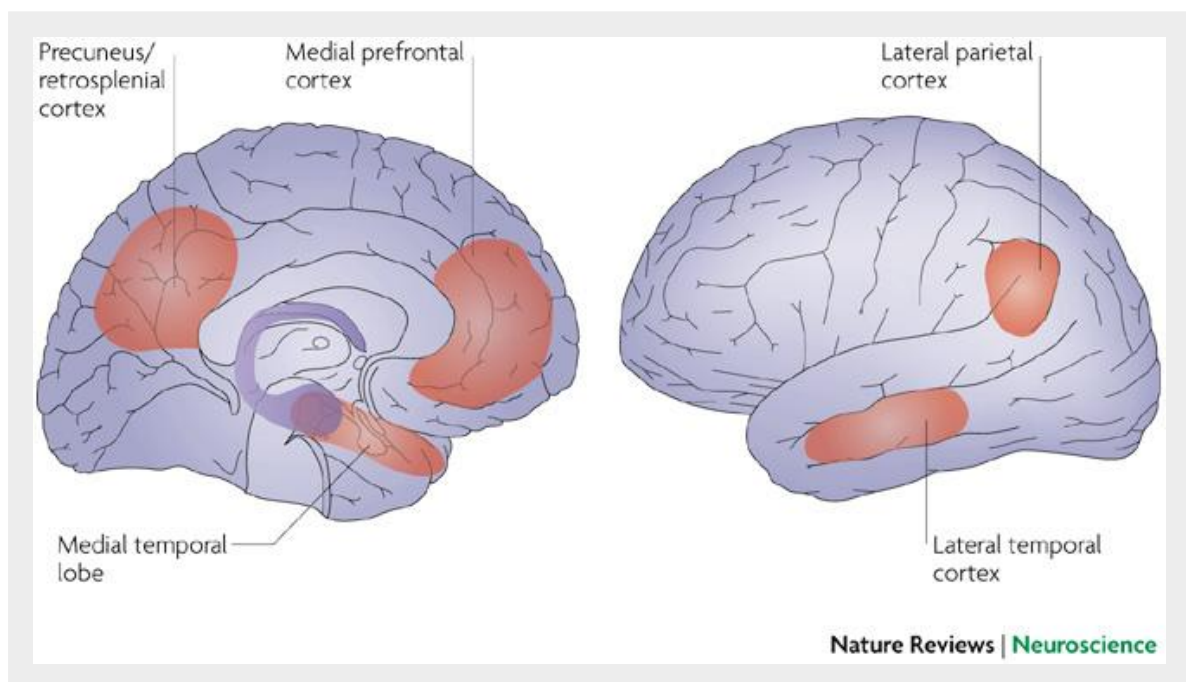 Precuneus/
retrosplenial
cortex
Medial prefrontal
cortex
Lateral parietal
cortex
Medial temporal
lobe
Lateral temporal
cortex
Nature Reviews | Neuroscience